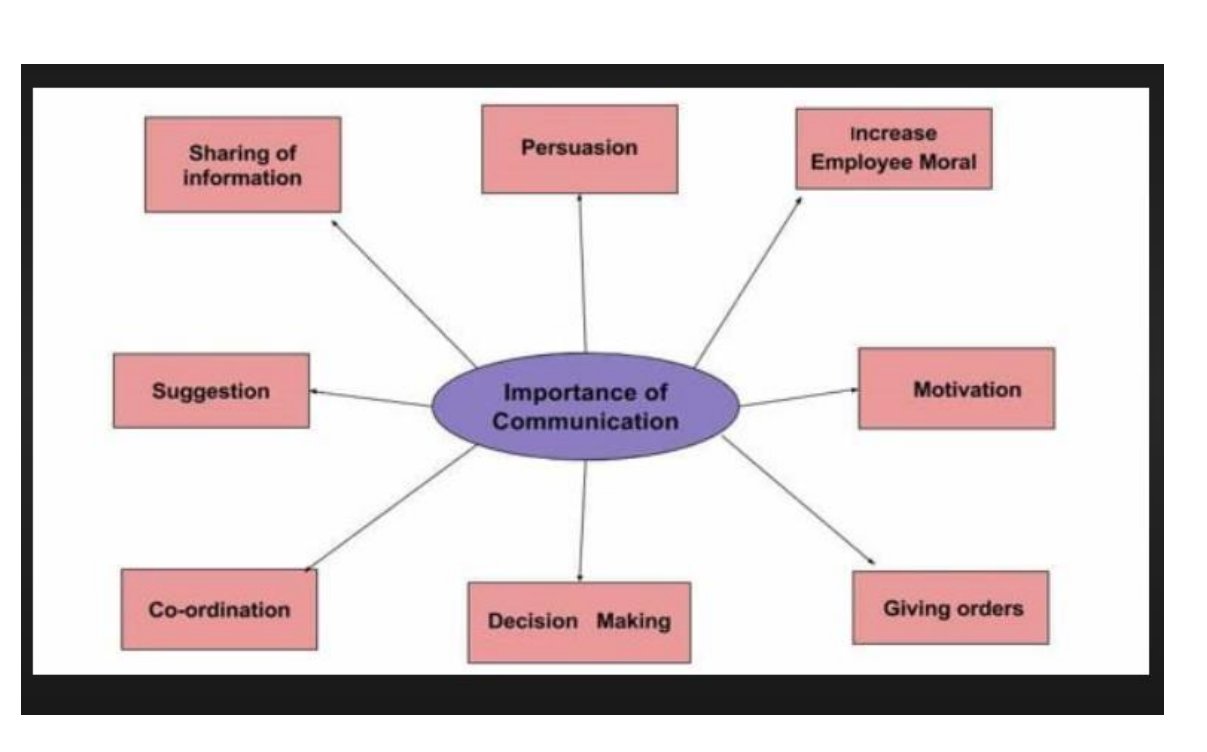 Sharing of
information
Persuasion
Increase
Employee Moral
Suggestion
Importance of
Communication
Motivation
Co-ordination
Decision Making
Giving orders